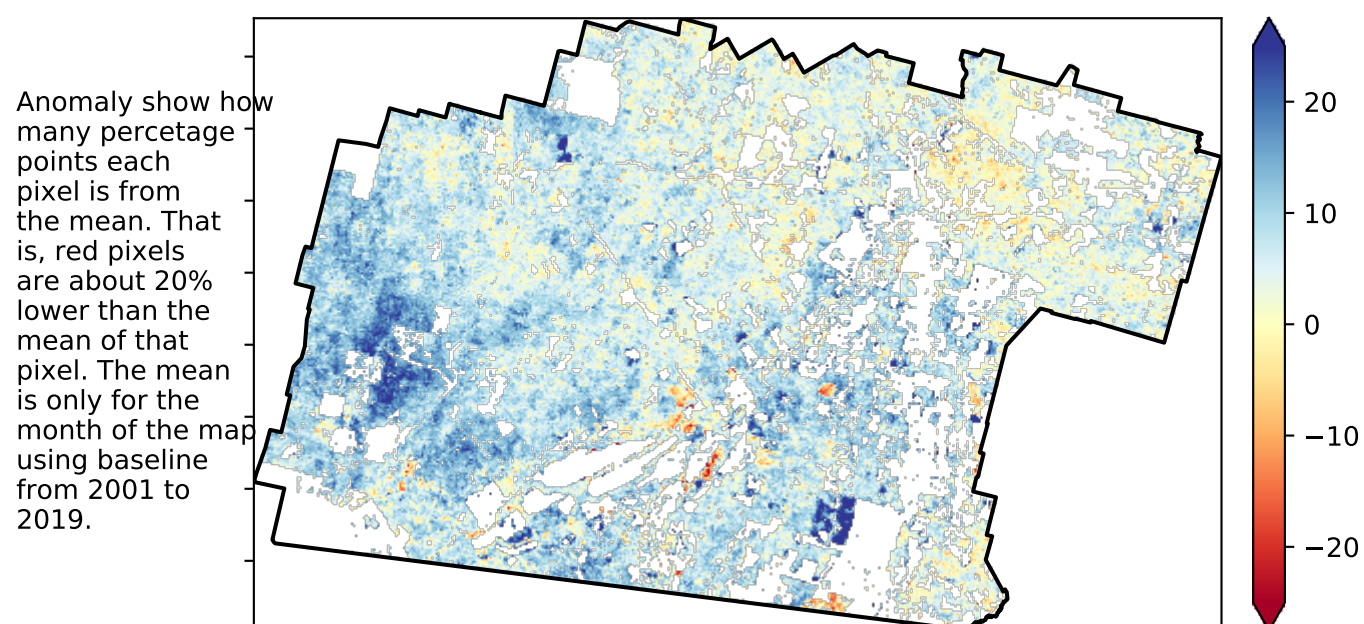 Anomaly show how
many percetage
points each
pixel is from
the mean. That
is, red pixels
are about 20%
lower than the
mean of that
pixel. The mean
is only for the
month of the map
using baseline
from 2001 to
2019.
20
10
0
−10
−20